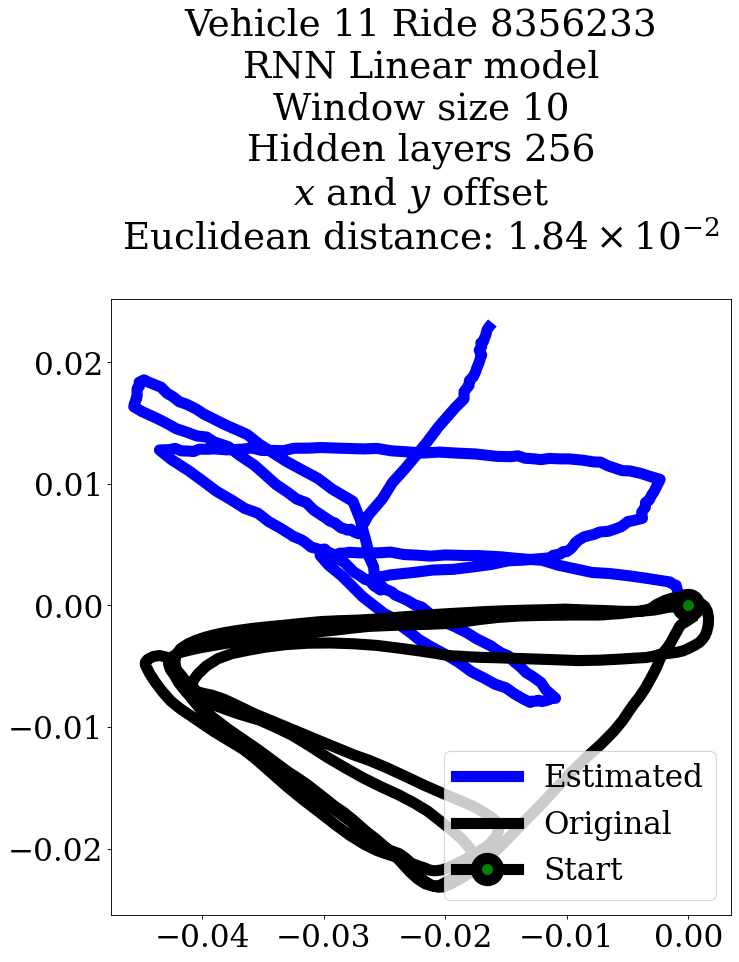 Vehicle 11 Ride 8356233
RNN Linear model
Window size 10
Hidden layers 256
x and y offset
Euclidean distance: 1.84 × 10⁻²
0.02
0.01
0.00
−0.01
−0.02
Estimated
Original
Start
−0.04 −0.03 −0.02 −0.01 0.00